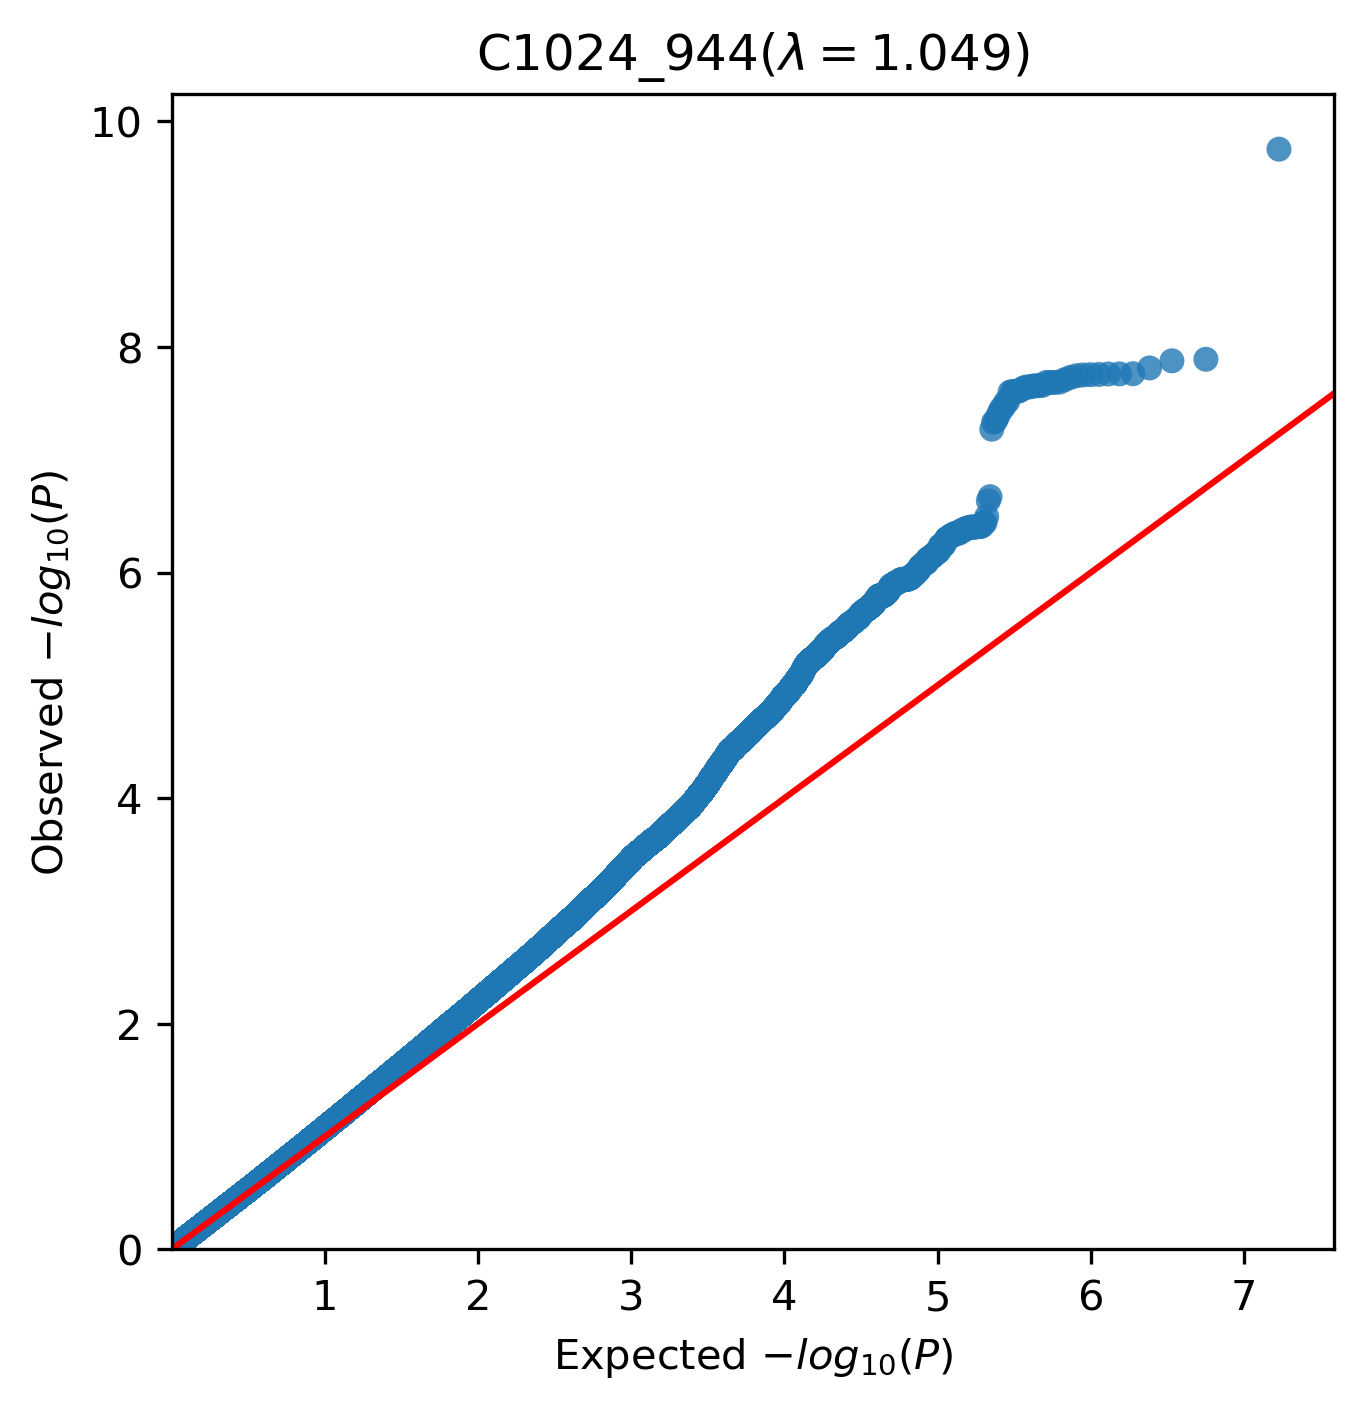 C1024_944(λ = 1.049)
10
8
6
4
2
0
Observed −log₁₀(P)
1 2 3 4 5 6 7
Expected −log₁₀(P)